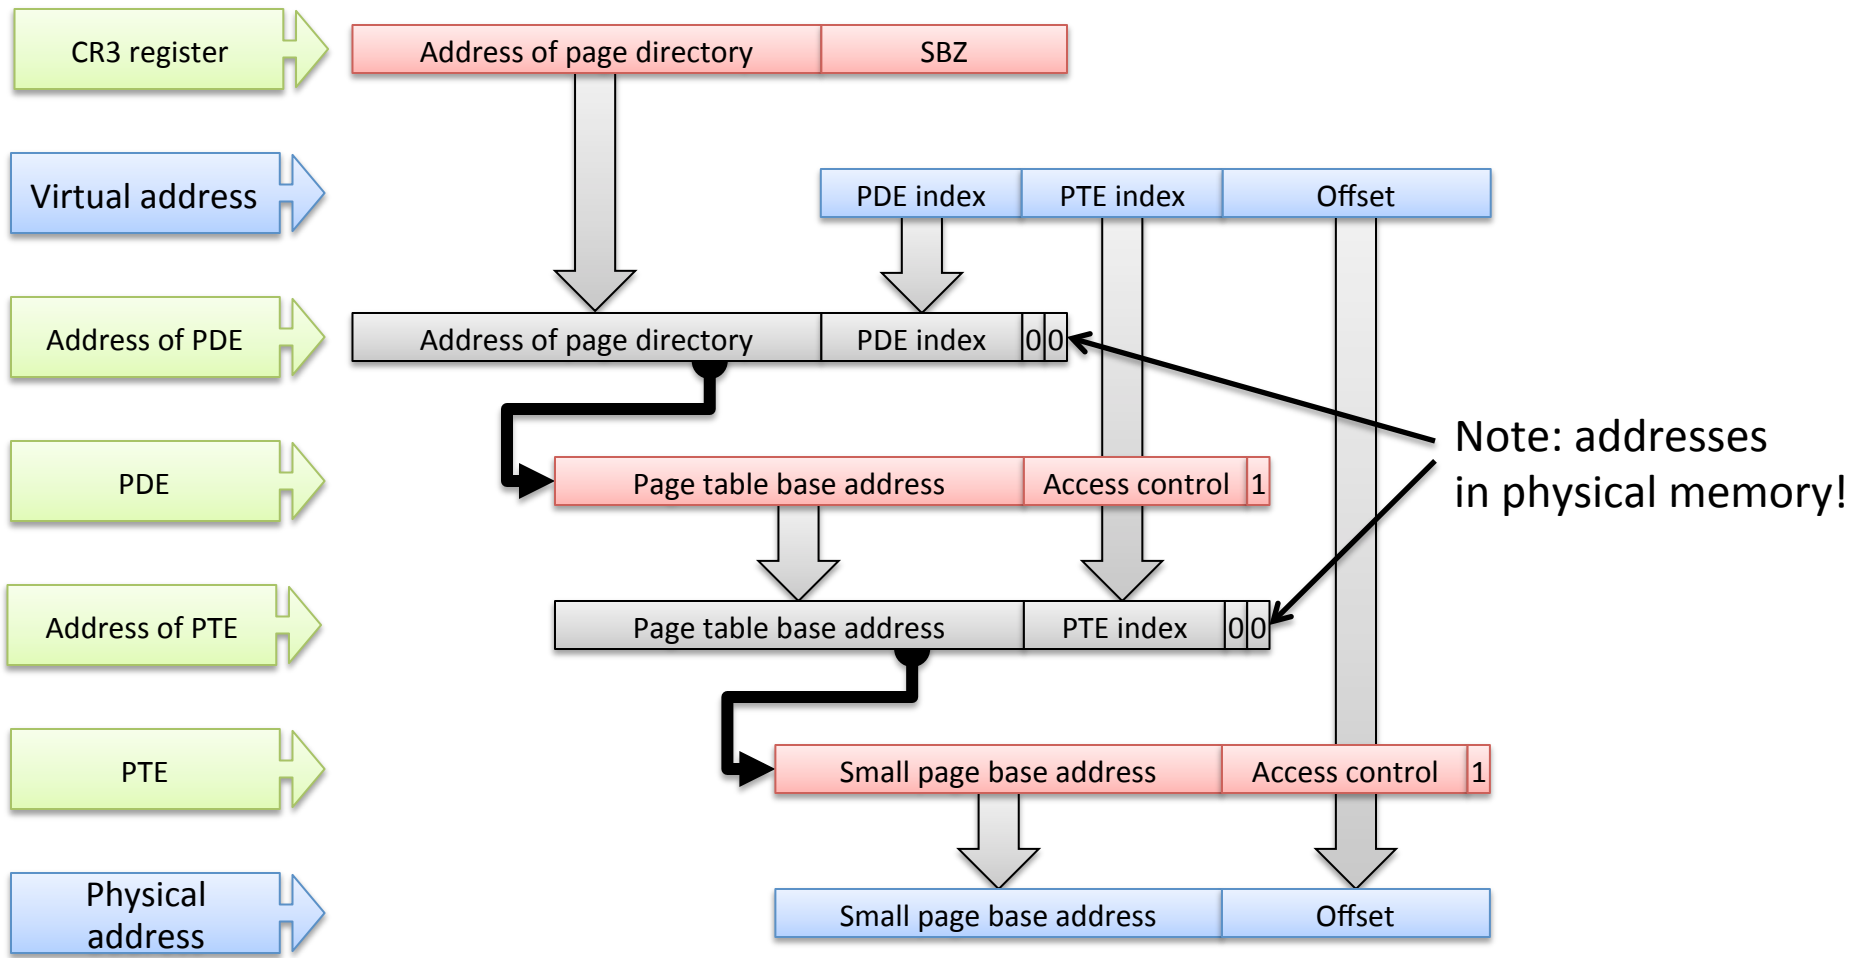 CR3 register
Address of page directory
SBZ
Virtual address
PDE index
PTE index
Offset
Address of PDE
Address of page directory
PDE index
0
0
Note: addresses
in physical memory!
PDE
Page table base address
Access control
1
Address of PTE
Page table base address
PTE index
0
0
PTE
Small page base address
Access control
1
Physical
address
Small page base address
Offset